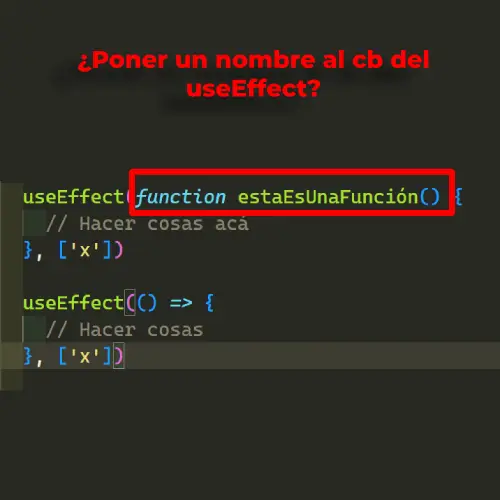 ¿Poner un nombre al cb del
useEffect?
useEffect(function estaEsUnaFunción() {
// Hacer cosas acá
}, ['x'])
useEffect(() => {
// Hacer cosas
}, ['x'])